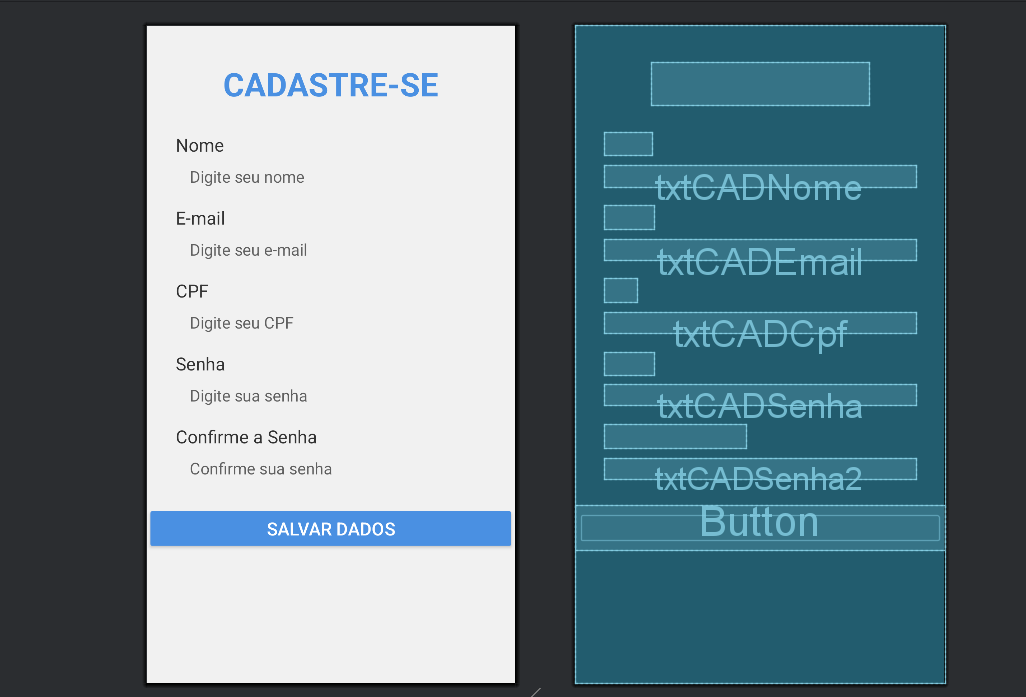 CADASTRE-SE
Nome
Digite seu nome
E-mail
Digite seu e-mail
CPF
Digite seu CPF
Senha
Digite sua senha
Confirme a Senha
Confirme sua senha
SALVAR DADOS
txtCADNome
txtCADEmail
txtCADCpf
txtCADSenha
txtCADSenha2
Button